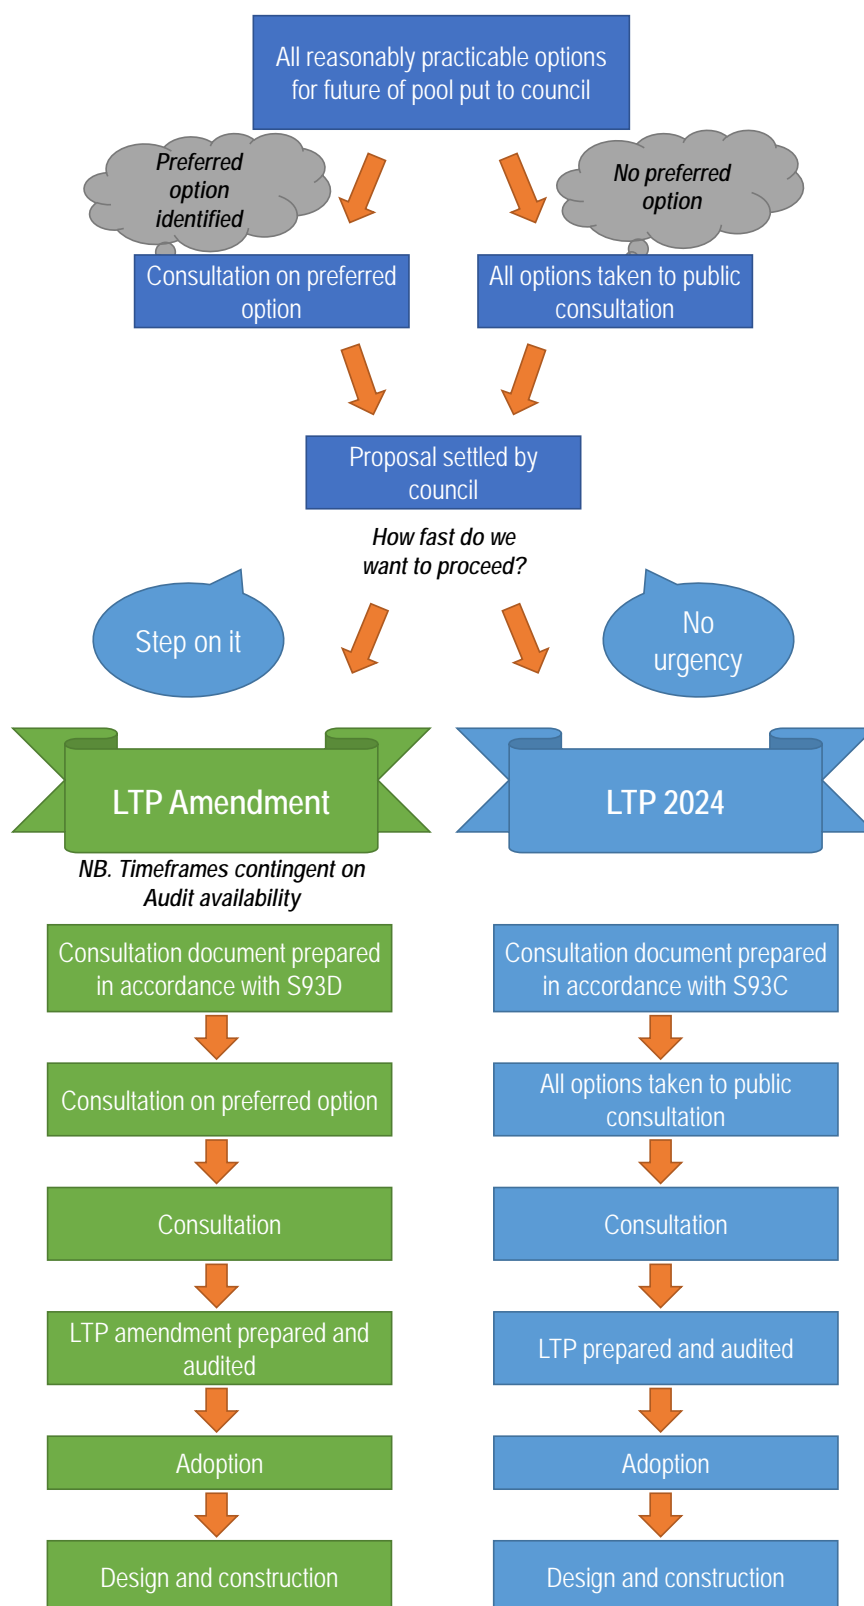 All reasonably practicable options
for future of pool put to council
Preferred
option
identified
No preferred
option
Consultation on preferred
option
All options taken to public
consultation
Proposal settled by
council
How fast do we
want to proceed?
Step on it
No
urgency
LTP Amendment
LTP 2024
NB. Timeframes contingent on
Audit availability
Consultation document prepared
in accordance with S93D
Consultation document prepared
in accordance with S93C
Consultation on preferred option
All options taken to public
consultation
Consultation
Consultation
LTP amendment prepared and
audited
LTP prepared and audited
Adoption
Adoption
Design and construction
Design and construction